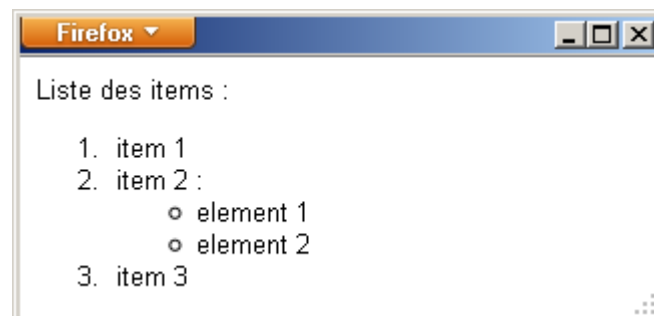 Firefox
Liste des items :
1. item 1
2. item 2 :
element 1
element 2
3. item 3